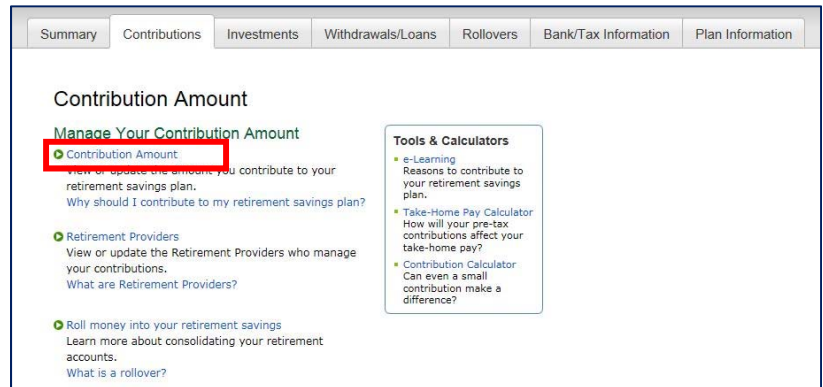 Summary
Contributions
Investments
Withdrawals/Loans
Rollovers
Bank/Tax Information
Plan Information
Contribution Amount
Manage Your Contribution Amount
Contribution Amount
View or update the amount you contribute to your
retirement savings plan.
Why should I contribute to my retirement savings plan?
Retirement Providers
View or update the Retirement Providers who manage
your contributions.
What are Retirement Providers?
Roll money into your retirement savings
Learn more about consolidating your retirement
accounts.
What is a rollover?
Tools & Calculators
e-Learning
Reasons to contribute to
your retirement savings
plan.
Take-Home Pay Calculator
How will your pre-tax
contributions affect your
take-home pay?
Contribution Calculator
Can even a small
contribution make a
difference?